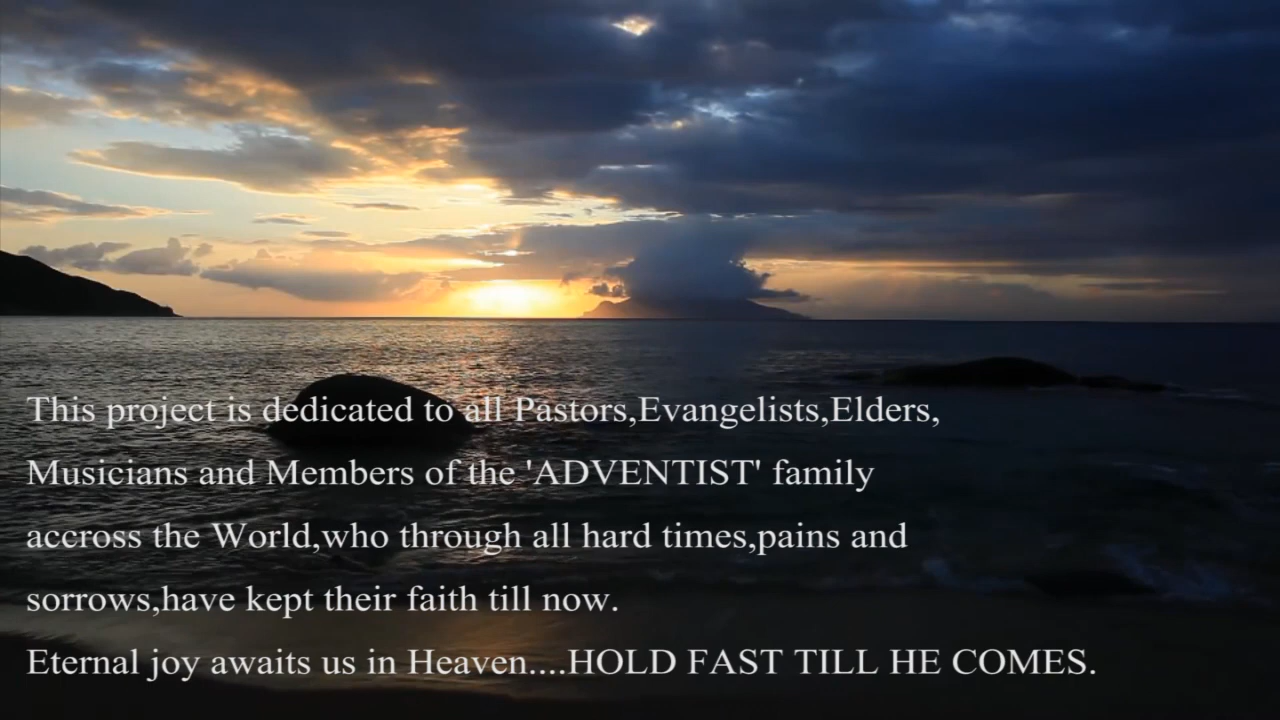 This project is dedicated to all Pastors,Evangelists,Elders,
Musicians and Members of the 'ADVENTIST' family
accross the World,who through all hard times,pains and
sorrows,have kept their faith till now.
Eternal joy awaits us in Heaven....HOLD FAST TILL HE COMES.